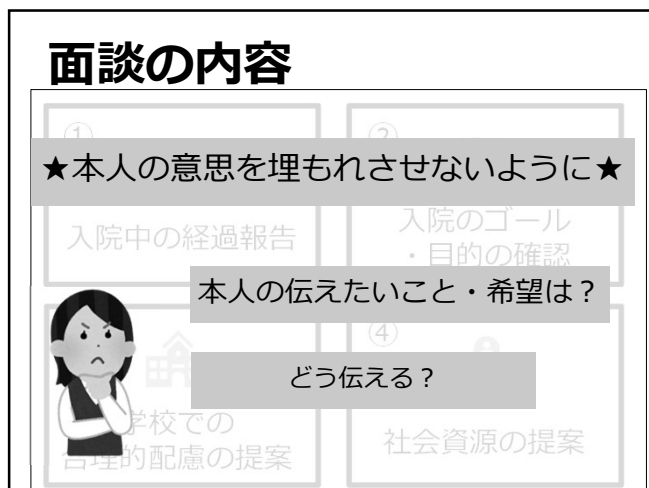 面談の内容
①
②
★本人の意思を埋もれさせないように★
入院中の経過報告
入院のゴール
・目的の確認
本人の伝えたいこと・希望は？
④
どう伝える？
学校での
合理的配慮の提案
社会資源の提案